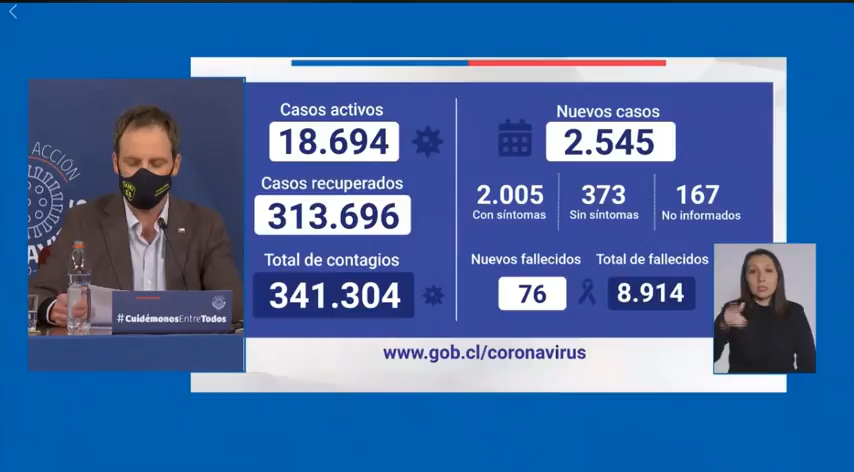 ACCIÓN
#CuidémonosEntreTodos
Casos activos
18.694
Casos recuperados
313.696
Total de contagios
341.304
Nuevos casos
2.545
2.005
Con síntomas
373
Sin síntomas
167
No informados
Nuevos fallecidos
76
Total de fallecidos
8.914
www.gob.cl/coronavirus